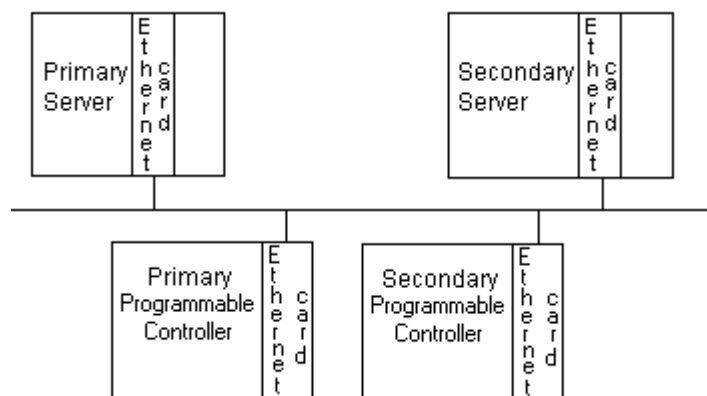 Primary
Server
Ethernet
card
Secondary
Server
Ethernet
card
Primary
Programmable
Controller
Ethernet
card
Secondary
Programmable
Controller
Ethernet
card